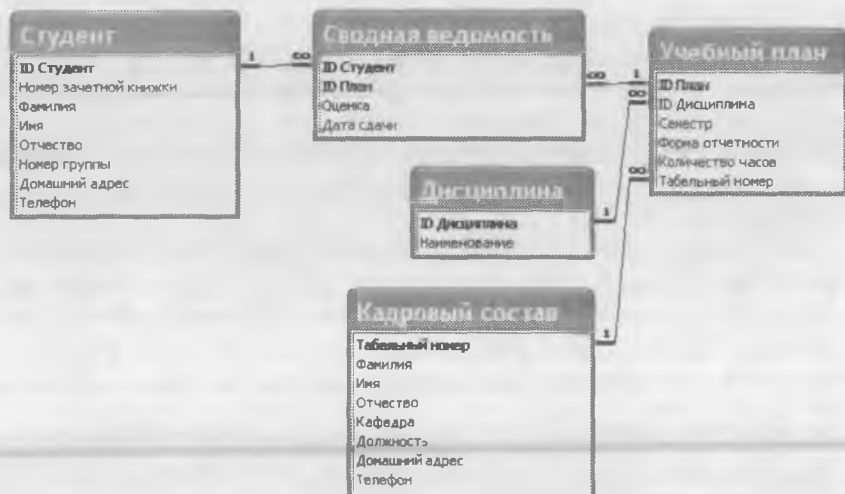 Студент
ID Студент
Номер зачетной книжки
Фамилия
Имя
Отчество
Номер группы
Домашний адрес
Телефон
1
∞
Сводная ведомость
ID Студент
ID План
Оценка
Дата сдачи
∞
1
Учебный план
ID План
ID Дисциплина
Семестр
Форма отчетности
Количество часов
Табельный номер
∞
∞
Дисциплина
ID Дисциплина
Наименование
1
Кадровый состав
Табельный номер
Фамилия
Имя
Отчество
Кафедра
Должность
Домашний адрес
Телефон
1